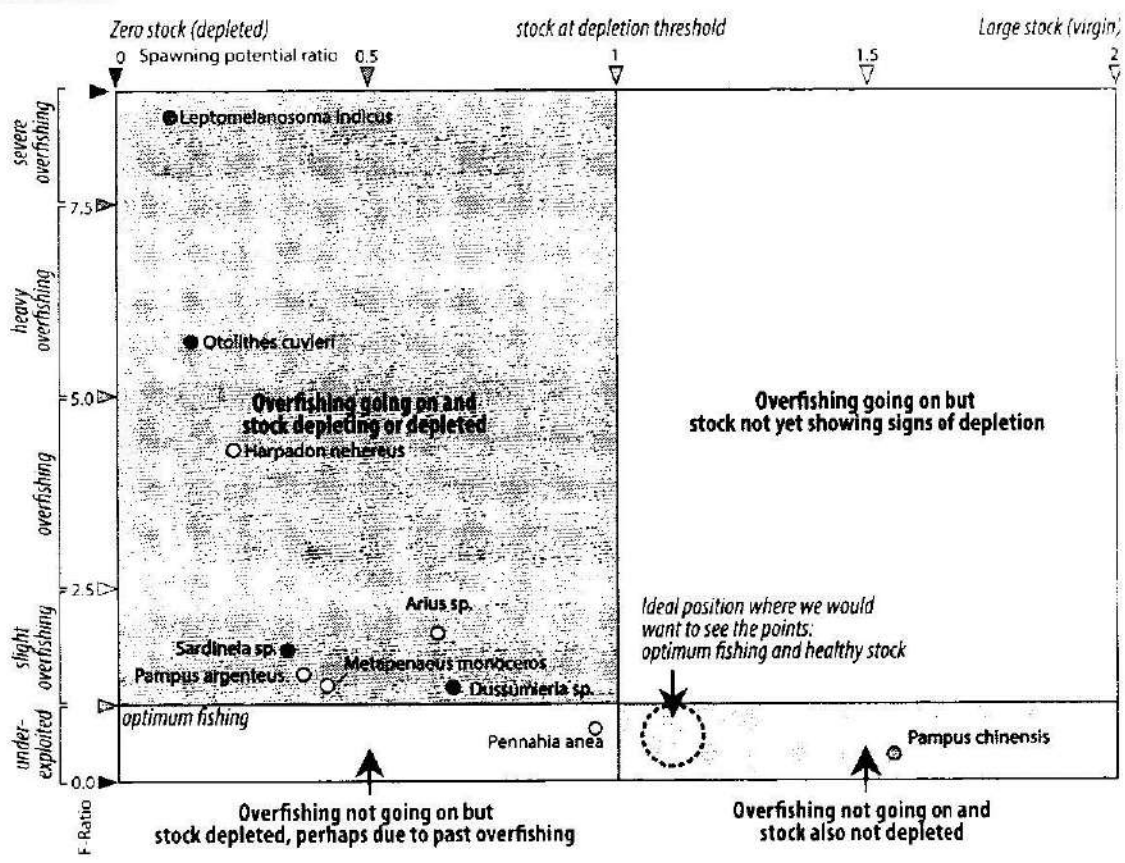 Zero stock (depleted)
stock at depletion threshold
Large stock (virgin)
0 Spawning potential ratio 0.5 1 1.5 2
severe
overfishing
Leptomelanosoma indicus
7.5
heavy
overfishing
Otolithes cuvieri
5.0
Overfishing going on and
stock depleting or depleted
Overfishing going on but
stock not yet showing signs of depletion
Harpadon nehereus
overfishing
2.5
Arius sp.
Ideal position where we would
want to see the points:
optimum fishing and healthy stock
slight
overfishing
Sardinela sp.
Metapenaeus monoceros
Pampus argenteus
Dussumieria sp.
optimum fishing
under-
exploited
Pennahia anea
Pampus chinensis
0.0
F-Ratio
Overfishing not going on but
stock depleted, perhaps due to past overfishing
Overfishing not going on and
stock also not depleted